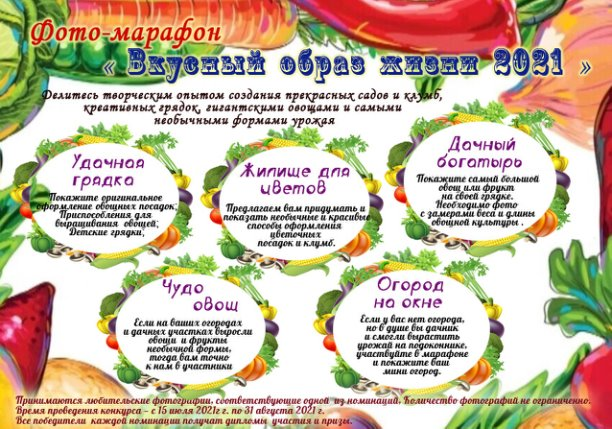 Фото-марафон
« Вкусный образ жизни 2021 »
Делитесь творческим опытом создания прекрасных садов и клумб,
креативных грядок, гигантскими овощами и самыми
необычными формами урожая
Удачная
грядка
Покажите оригинальное
оформление овощных посадок,
Приспособления для
выращивания овощей,
Детские грядки,
Жилище для
цветов
Предлагаем вам придумать и
показать необычные и красивые
способы оформления
цветочных
посадок и клумб.
Дачный
богатырь
Покажите самый большой
овощ или фрукт
на своей грядке.
Необходимо фото
с замерами веса и длины
овощной культуры .
Чудо
овощ
Если на ваших огородах
и дачных участках выросли
овощи и фрукты
необычной формы,
тогда вам точно
к нам в участники
Огород
на окне
Если у вас нет огорода,
но в душе вы дачник
и смогли вырастить
урожай на подоконнике,
участвуйте в марафоне
и покажите ваш
мини огород.
Принимаются любительские фотографии, соответствующие одной из номинаций. Количество фотографий не ограниченно.
Время проведения конкурса – с 15 июля 2021г г. по 31 августа 2021 г.
Все победители каждой номинации получат дипломы участия и призы.